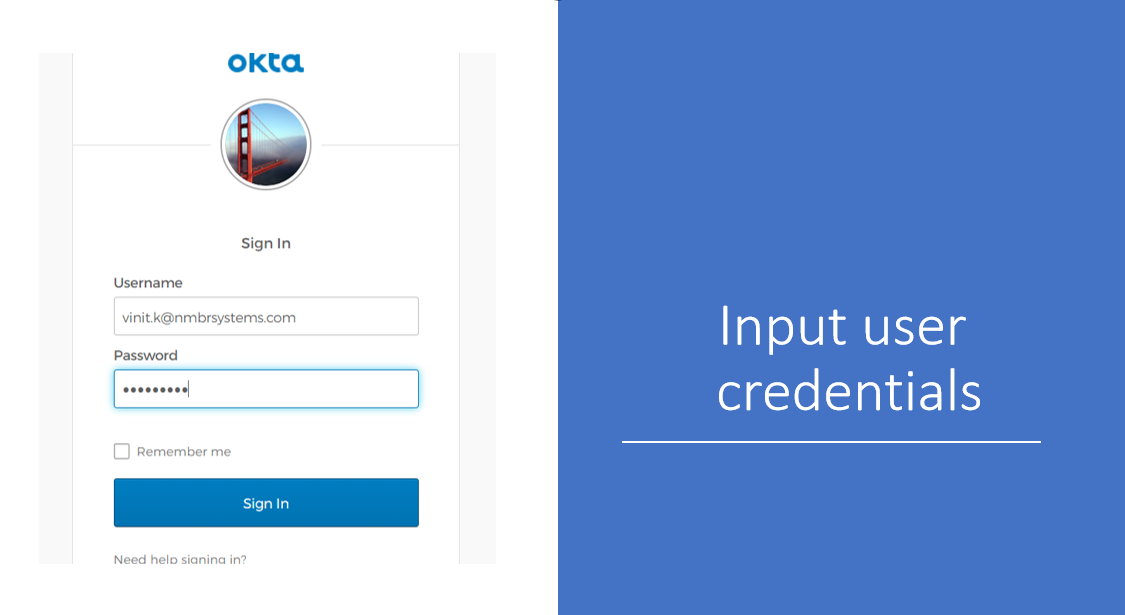 okta
Sign In
Username
vinit.k@nmbrsystems.com
Password
Remember me
Sign In
Need help signing in?
Input user
credentials